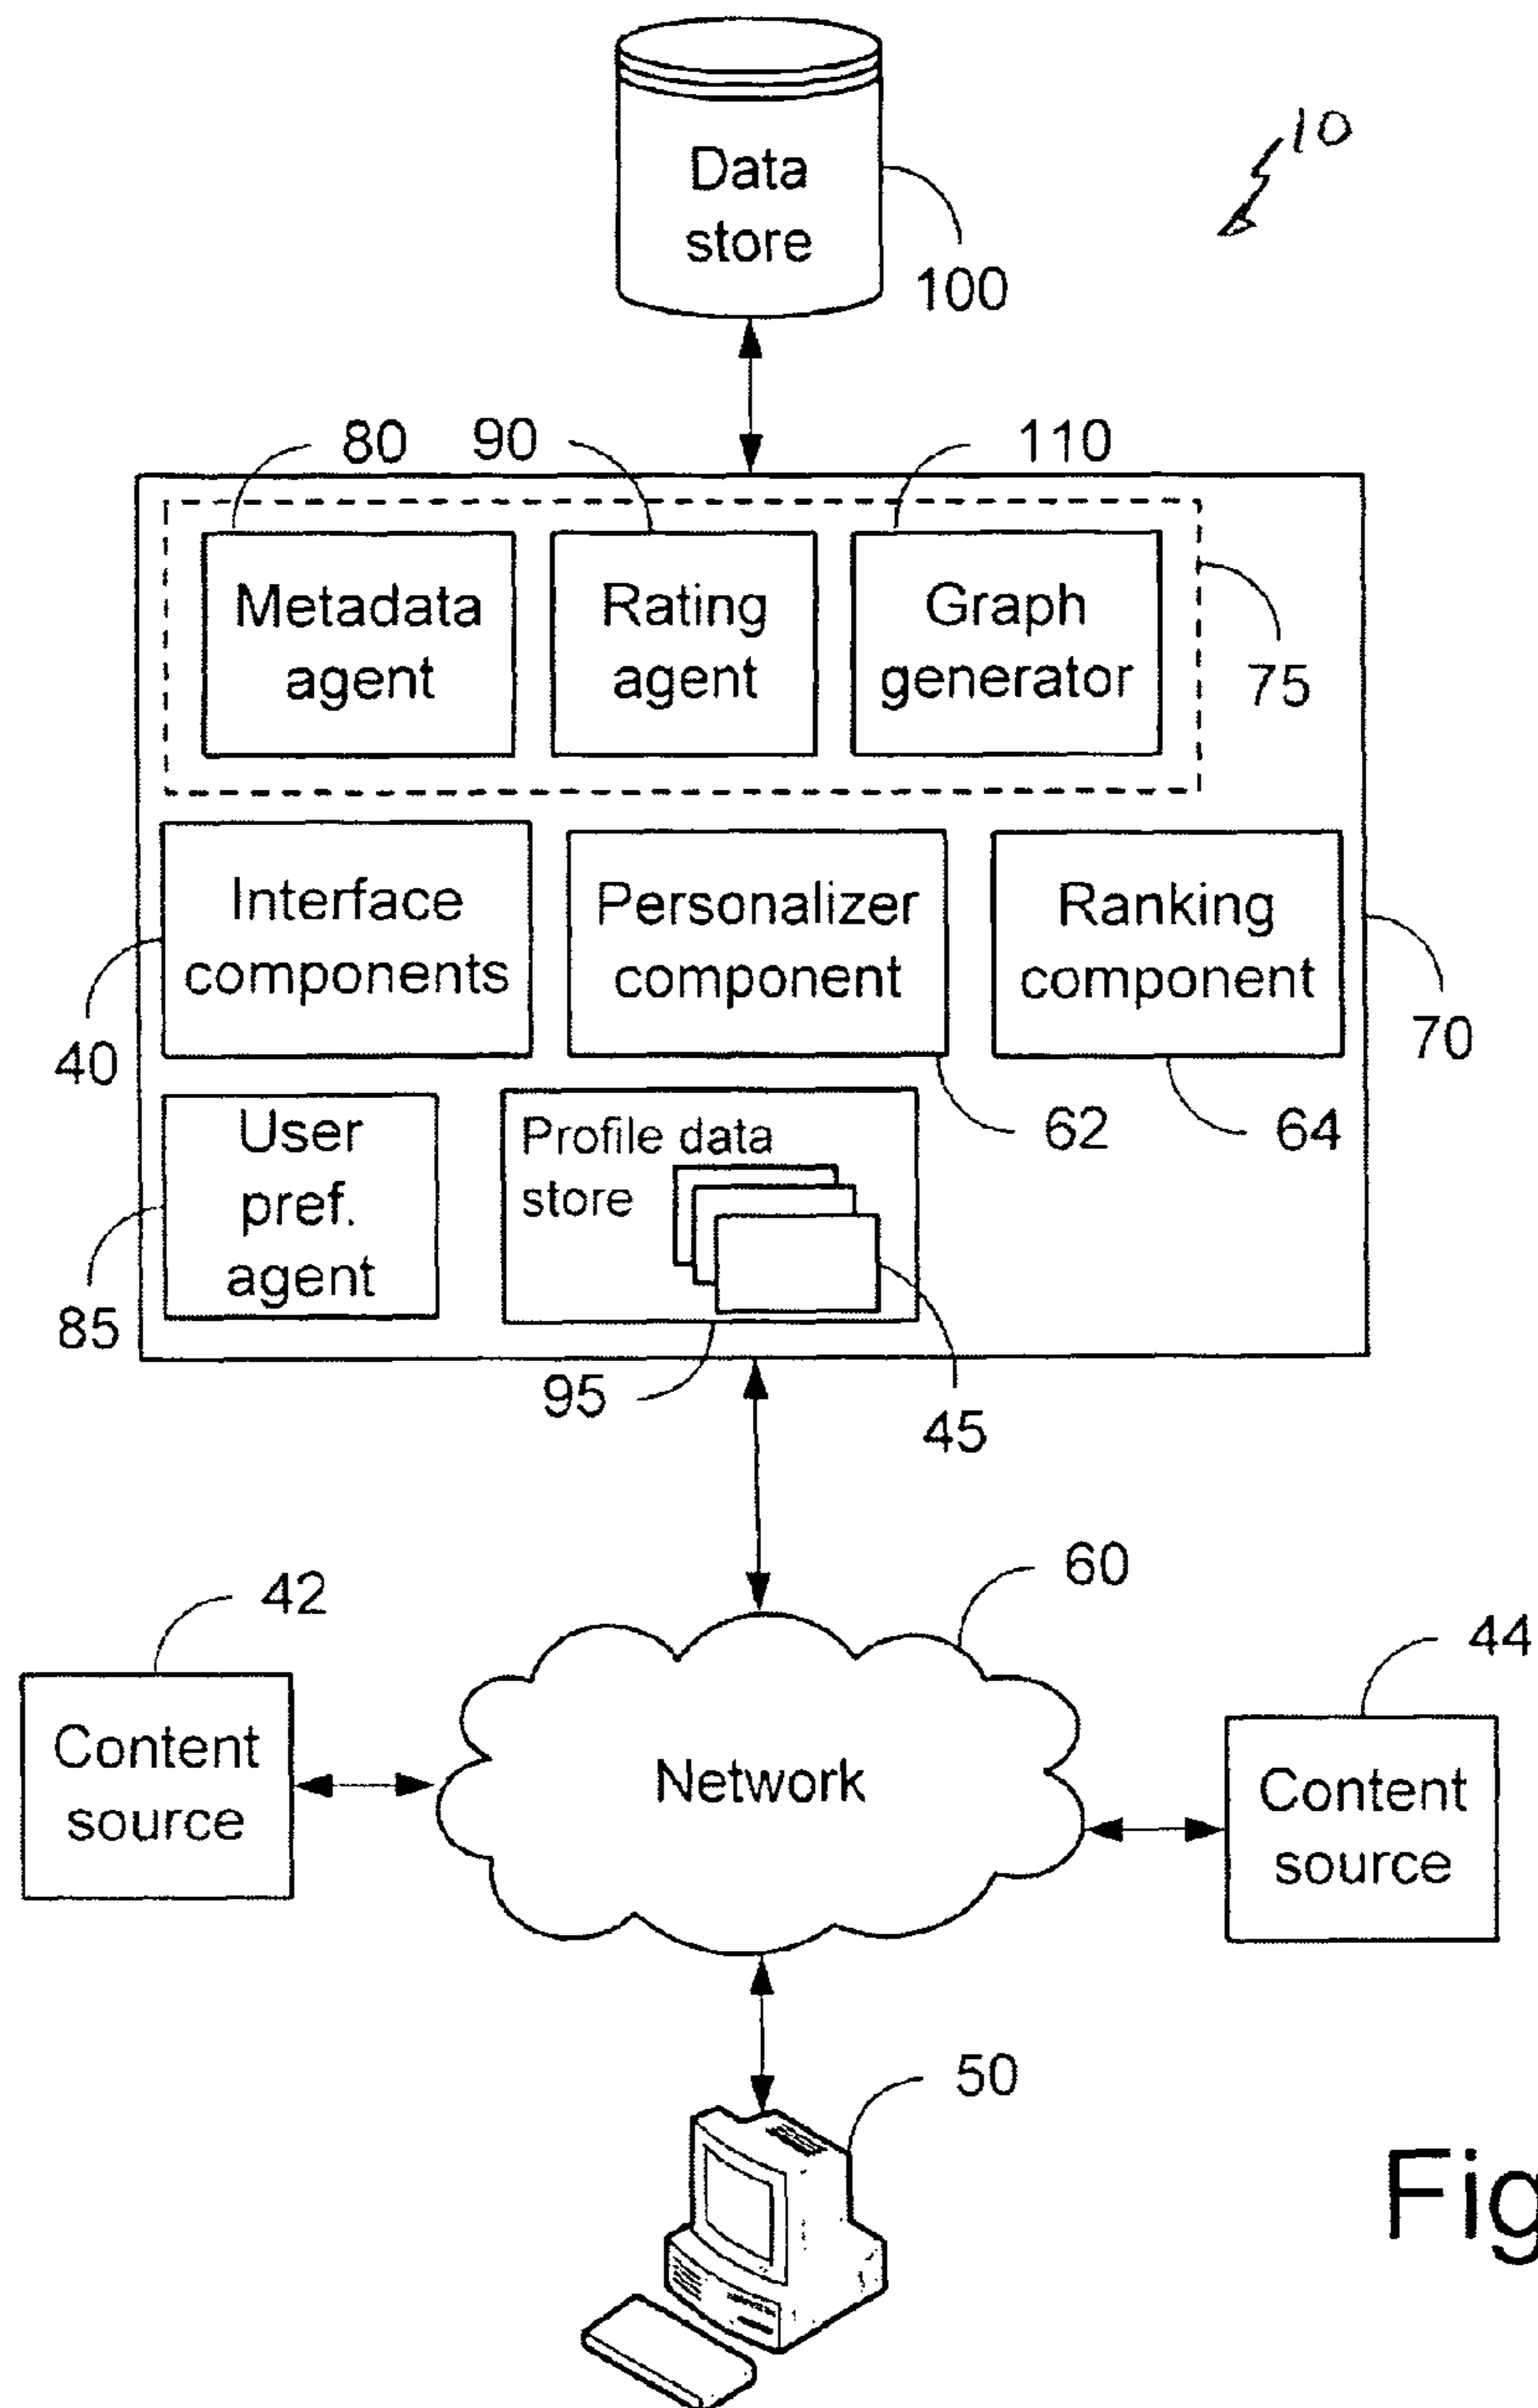 Data
store
10
100
80
90
110
Metadata
agent
Rating
agent
Graph
generator
75
Interface
components
Personalizer
component
Ranking
component
40
70
User
pref.
agent
Profile data
store
62
64
85
95
45
42
60
44
Content
source
Network
Content
source
50
Fig